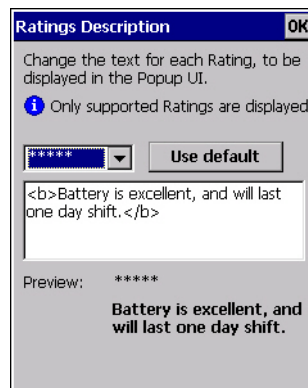 Ratings Description OK
Change the text for each Rating, to be
displayed in the Popup UI.
Only supported Ratings are displayed
***** Use default
<b>Battery is excellent, and will last
one day shift.</b>
Preview: *****
Battery is excellent, and
will last one day shift.